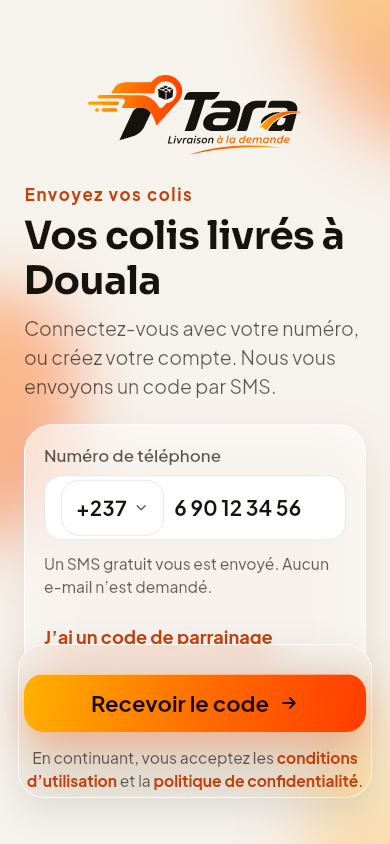 Tara
Livraison à la demande
Envoyez vos colis
Vos colis livrés à
Douala
Connectez-vous avec votre numéro,
ou créez votre compte. Nous vous
envoyons un code par SMS.
Numéro de téléphone
+237 6 90 12 34 56
Un SMS gratuit vous est envoyé. Aucun
e-mail n’est demandé.
J’ai un code de parrainage
Recevoir le code →
En continuant, vous acceptez les conditions
d’utilisation et la politique de confidentialité.